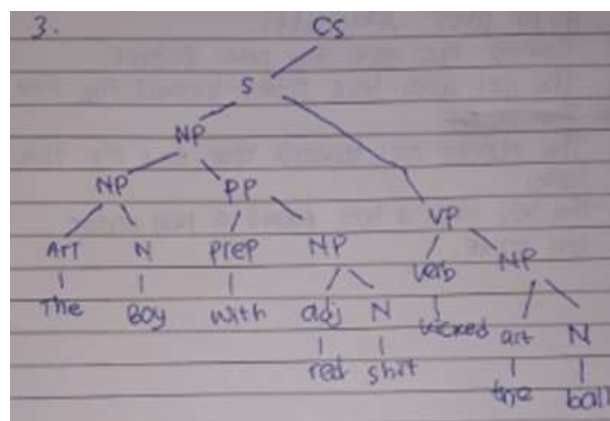 3. CS
S
NP
NP PP VP
Art N prep NP verb NP
The Boy with adj N kicked art N
red shirt the ball